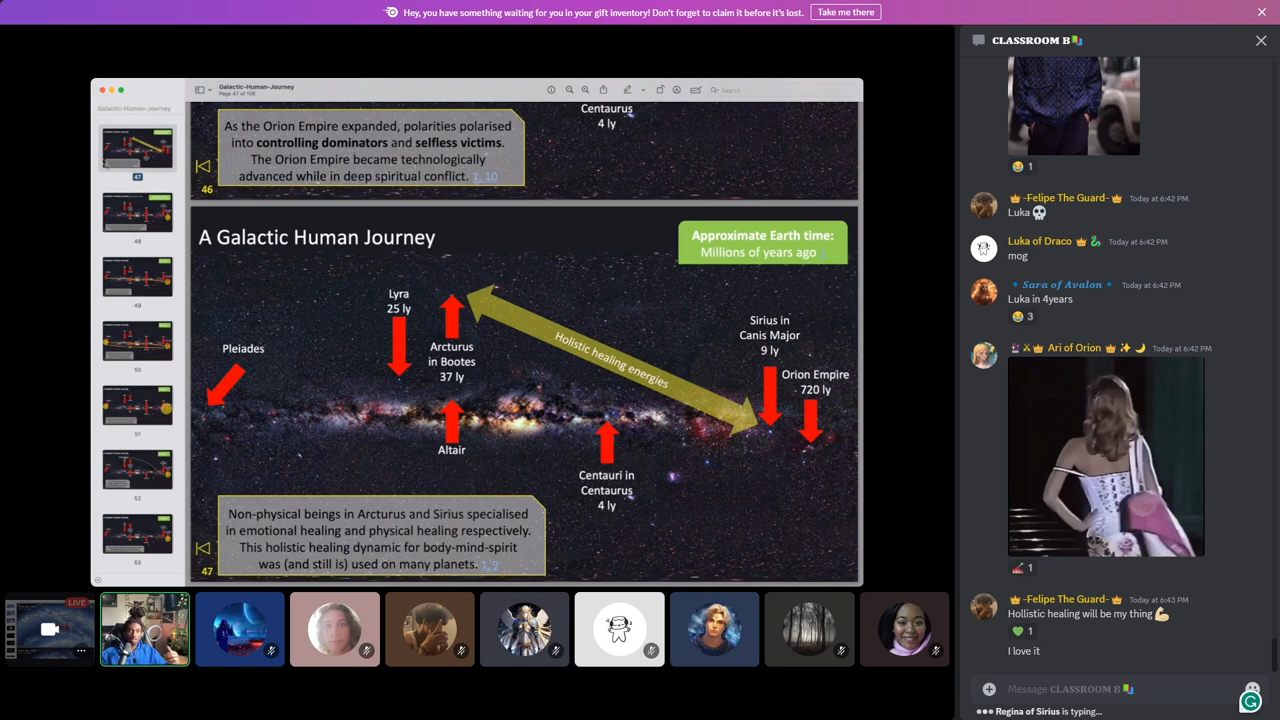 Hey, you have something waiting for you in your gift inventory! Don't forget to claim it before it's lost.
Take me there
Galactic-Human-Journey
Page 47 of 108
Search
Galactic-Human-Journey
47
48
49
50
51
52
53
Centaurus
4 ly
As the Orion Empire expanded, polarities polarised
into controlling dominators and selfless victims.
The Orion Empire became technologically
advanced while in deep spiritual conflict. T, 10
46
A Galactic Human Journey
Approximate Earth time:
Millions of years ago
Lyra
25 ly
Pleiades
Arcturus
in Bootes
37 ly
Holistic healing energies
Sirius in
Canis Major
9 ly
Orion Empire
720 ly
Altair
Centauri in
Centaurus
4 ly
Non-physical beings in Arcturus and Sirius specialised
in emotional healing and physical healing respectively.
This holistic healing dynamic for body-mind-spirit
was (and still is) used on many planets. T, 9
47
LIVE
CLASSROOM B
1
-Felipe The Guard- Today at 6:42 PM
Luka
Luka of Draco Today at 6:42 PM
mog
Sara of Avalon Today at 6:42 PM
Luka in 4years
3
Ari of Orion Today at 6:42 PM
1
-Felipe The Guard- Today at 6:43 PM
Hollistic healing will be my thing
1
I love it
Message CLASSROOM B
Regina of Sirius is typing...